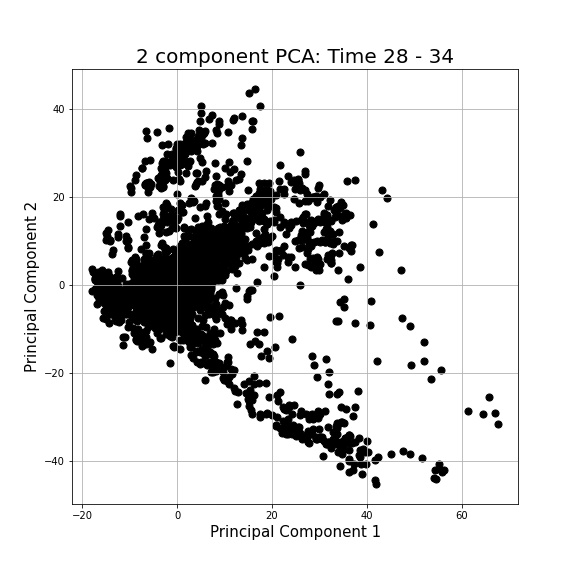 2 component PCA: Time 28 - 34
40
20
0
−20
−40
Principal Component 2
−20 0 20 40 60
Principal Component 1